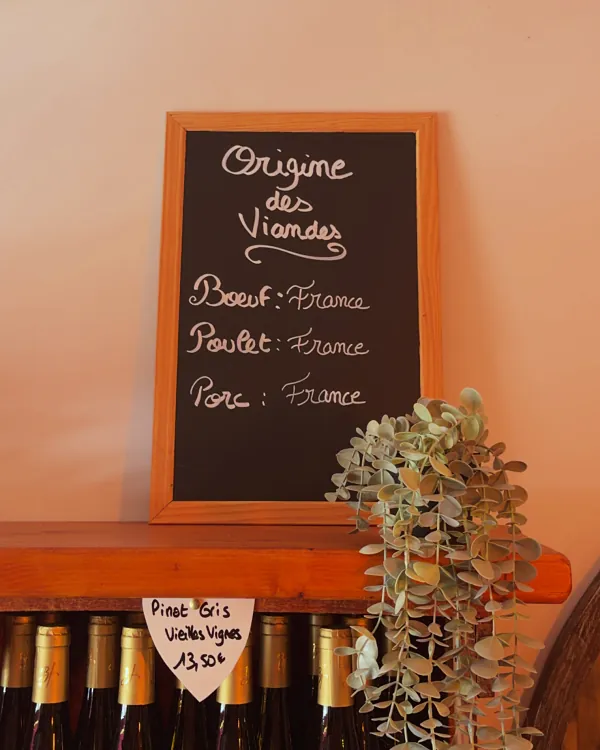 Origine
des
Viandes
Boeuf : France
Poulet : France
Porc : France
Pinot Gris
Vieilles Vignes
13,50€